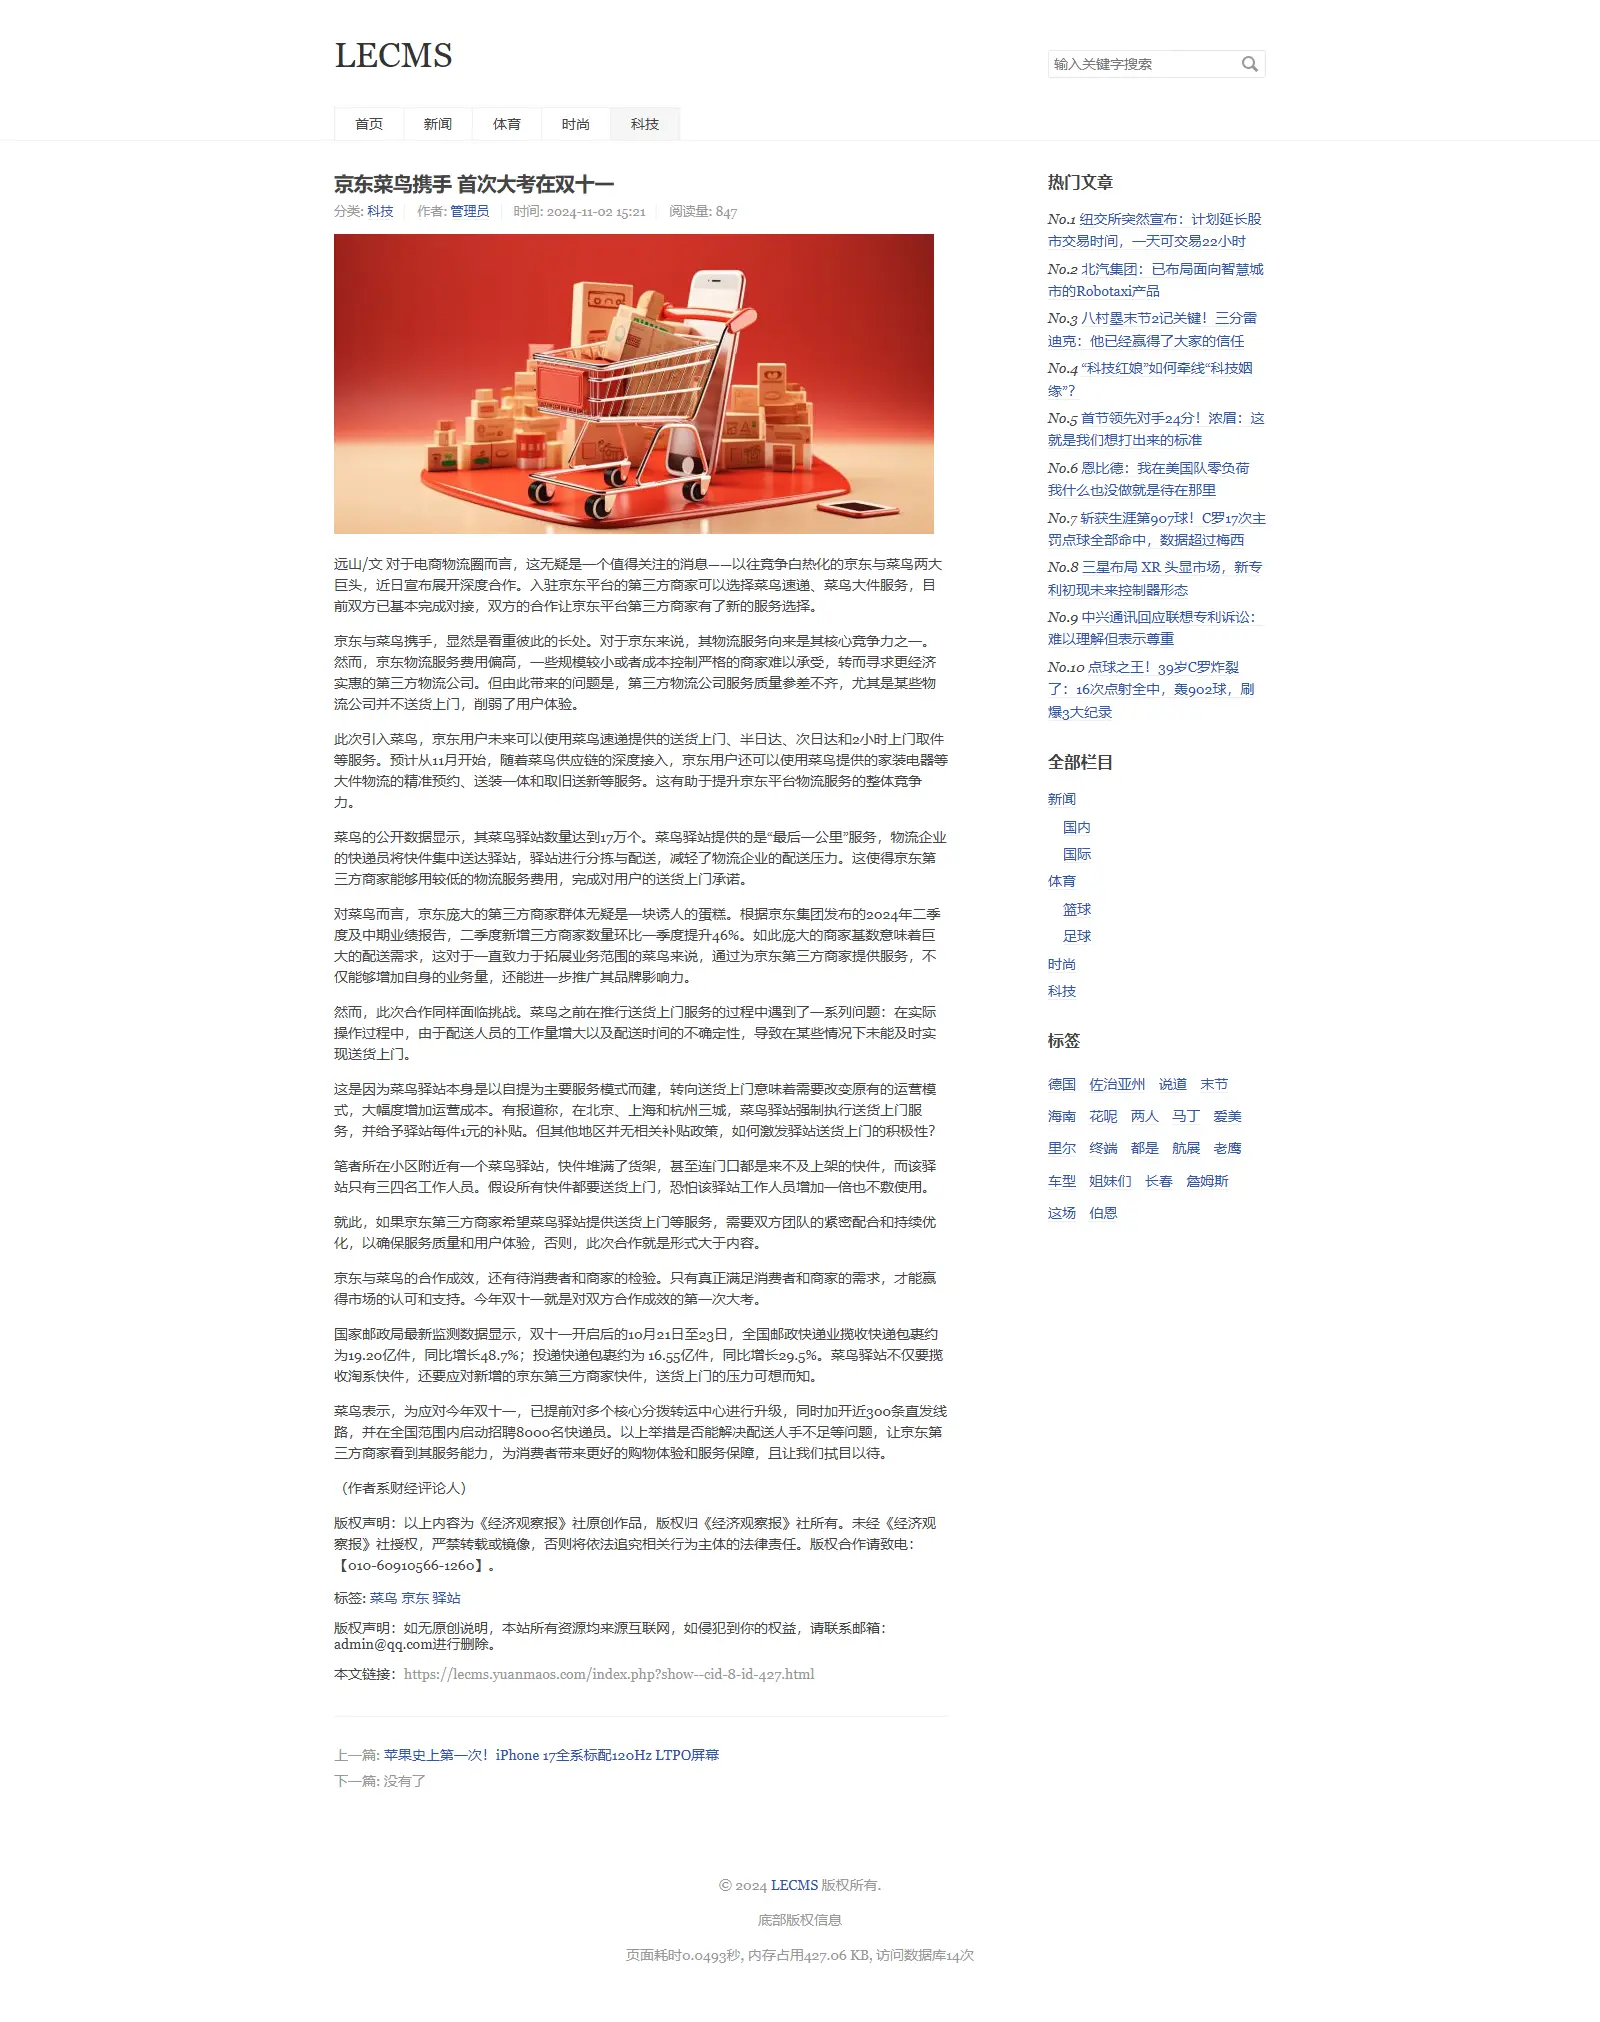 LECMS
输入关键字搜索
首页 新闻 体育 时尚 科技
京东菜鸟携手 首次大考在双十一
分类: 科技 作者: 管理员 时间: 2024-11-02 15:21 阅读量: 847
远山/文 对于电商物流圈而言，这无疑是一个值得关注的消息——以往竞争白热化的京东与菜鸟两大
巨头，近日宣布展开深度合作。入驻京东平台的第三方商家可以选择菜鸟速递、菜鸟大件服务，目
前双方已基本完成对接，双方的合作让京东平台第三方商家有了新的服务选择。
京东与菜鸟携手，显然是看重彼此的长处。对于京东来说，其物流服务向来是其核心竞争力之一。
然而，京东物流服务费用偏高，一些规模较小或者成本控制严格的商家难以承受，转而寻求更经济
实惠的第三方物流公司。但由此带来的问题是，第三方物流公司服务质量参差不齐，尤其是某些物
流公司并不送货上门，削弱了用户体验。
此次引入菜鸟，京东用户未来可以使用菜鸟速递提供的送货上门、半日达、次日达和2小时上门取件
等服务。预计从11月开始，随着菜鸟供应链的深度接入，京东用户还可以使用菜鸟提供的家装电器等
大件物流的精准预约、送装一体和取旧送新等服务。这有助于提升京东平台物流服务的整体竞争
力。
菜鸟的公开数据显示，其菜鸟驿站数量达到17万个。菜鸟驿站提供的是“最后一公里”服务，物流企业
的快递员将快件集中送达驿站，驿站进行分拣与配送，减轻了物流企业的配送压力。这使得京东第
三方商家能够用较低的物流服务费用，完成对用户的送货上门承诺。
对菜鸟而言，京东庞大的第三方商家群体无疑是一块诱人的蛋糕。根据京东集团发布的2024年二季
度及中期业绩报告，二季度新增三方商家数量环比一季度提升46%。如此庞大的商家基数意味着巨
大的配送需求，这对于一直致力于拓展业务范围的菜鸟来说，通过为京东第三方商家提供服务，不
仅能够增加自身的业务量，还能进一步推广其品牌影响力。
然而，此次合作同样面临挑战。菜鸟之前在推行送货上门服务的过程中遇到了一系列问题：在实际
操作过程中，由于配送人员的工作量增大以及配送时间的不确定性，导致在某些情况下未能及时实
现送货上门。
这是因为菜鸟驿站本身是以自提为主要服务模式而建，转向送货上门意味着需要改变原有的运营模
式，大幅度增加运营成本。有报道称，在北京、上海和杭州三城，菜鸟驿站强制执行送货上门服
务，并给予驿站每件1元的补贴。但其他地区并无相关补贴政策，如何激发驿站送货上门的积极性？
笔者所在小区附近有一个菜鸟驿站，快件堆满了货架，甚至连门口都是来不及上架的快件，而该驿
站只有三四名工作人员。假设所有快件都要送货上门，恐怕该驿站工作人员增加一倍也不敷使用。
就此，如果京东第三方商家希望菜鸟驿站提供送货上门等服务，需要双方团队的紧密配合和持续优
化，以确保服务质量和用户体验，否则，此次合作就是形式大于内容。
京东与菜鸟的合作成效，还有待消费者和商家的检验。只有真正满足消费者和商家的需求，才能赢
得市场的认可和支持。今年双十一就是对双方合作成效的第一次大考。
国家邮政局最新监测数据显示，双十一开启后的10月21日至23日，全国邮政快递业揽收快递包裹约
为19.20亿件，同比增长48.7%；投递快递包裹约为 16.55亿件，同比增长29.5%。菜鸟驿站不仅要揽
收淘系快件，还要应对新增的京东第三方商家快件，送货上门的压力可想而知。
菜鸟表示，为应对今年双十一，已提前对多个核心分拨转运中心进行升级，同时加开近300条直发线
路，并在全国范围内启动招聘8000名快递员。以上举措是否能解决配送人手不足等问题，让京东第
三方商家看到其服务能力，为消费者带来更好的购物体验和服务保障，且让我们拭目以待。
（作者系财经评论人）
版权声明：以上内容为《经济观察报》社原创作品，版权归《经济观察报》社所有。未经《经济观
察报》社授权，严禁转载或镜像，否则将依法追究相关行为主体的法律责任。版权合作请致电：
【010-60910566-1260】。
标签: 菜鸟 京东 驿站
版权声明：如无原创说明，本站所有资源均来源互联网，如侵犯到你的权益，请联系邮箱：
admin@qq.com进行删除。
本文链接：https://lecms.yuanmaos.com/index.php?show--cid-8-id-427.html
上一篇: 苹果史上第一次！iPhone 17全系标配120Hz LTPO屏幕
下一篇: 没有了
热门文章
No.1 纽交所突然宣布：计划延长股
市交易时间，一天可交易22小时
No.2 北汽集团：已布局面向智慧城
市的Robotaxi产品
No.3 八村塁末节2记关键！三分雷
迪克：他已经赢得了大家的信任
No.4 “科技红娘”如何牵线“科技姻
缘”？
No.5 首节领先对手24分！浓眉：这
就是我们想打出来的标准
No.6 恩比德：我在美国队零负荷
我什么也没做就是待在那里
No.7 斩获生涯第907球！C罗17次主
罚点球全部命中，数据超过梅西
No.8 三星布局 XR 头显市场，新专
利初现未来控制器形态
No.9 中兴通讯回应联想专利诉讼：
难以理解但表示尊重
No.10 点球之王！39岁C罗炸裂
了：16次点射全中，轰902球，刷
爆3大纪录
全部栏目
新闻
国内
国际
体育
篮球
足球
时尚
科技
标签
德国 佐治亚州 说道 末节
海南 花呢 两人 马丁 爱美
里尔 终端 都是 航展 老鹰
车型 姐妹们 长春 詹姆斯
这场 伯恩
© 2024 LECMS 版权所有.
底部版权信息
页面耗时0.0493秒, 内存占用427.06 KB, 访问数据库14次